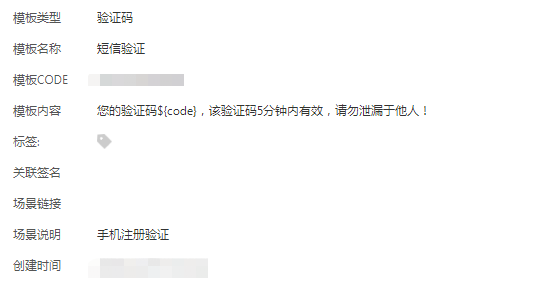 模板类型 验证码
模板名称 短信验证
模板CODE
模板内容 您的验证码${code}，该验证码5分钟内有效，请勿泄漏于他人！
标签:
关联签名
场景链接
场景说明 手机注册验证
创建时间